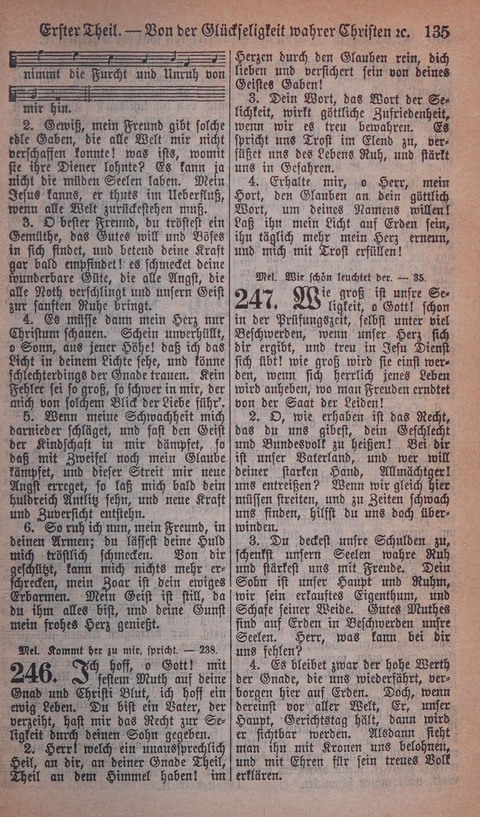 Erster Theil. — Von der Glückseligkeit wahrer Christen ꝛc. 135
nimmt die Furcht und Unruh von
mir hin.
2. Gewiß, mein Freund gibt solche
edle Gaben, die alle Welt mir nicht
verschaffen konnte! was ists, womit
sie ihre Diener lohnte? Es kann ja
nicht die müden Seelen laben. Mein
Jesus kanns, er thuts im Ueberfluß,
wenn alle Welt zurückstehen muß.
3. O bester Freund, du tröstest ein
Gemüthe, das Gutes will und Böses
in sich findt, und betend deine Kraft
gar bald empfindt! es schmecket deine
wunderbare Güte, die alle Angst, die
alle Noth verschlingt und unsern Geist
zur sanften Ruhe bringt.
4. Es müsse dann mein Herz nur
Christum schauen. Schein unverhüllt,
o Sonn, aus jener Höhe! daß ich das
Licht in deinem Lichte seh, und könne
schlechterdings der Gnade trauen. Kein
Fehler sei so groß, so schwer in mir, der
mich von solchem Blick der Liebe führ'.
5. Wenn meine Schwachheit mich
darnieder schläget, und fast den Geist
der Kindschaft in mir dämpfet, so
daß mit Zweifel noch mein Glaube
kämpfet, und dieser Streit mir neue
Angst erreget, so laß mich bald dein
huldreich Antlitz sehn, und neue Kraft
und Zuversicht entstehn.
6. So ruh ich nun, mein Freund, in
deinen Armen; du lässest deine Huld
mich tröstlich schmecken. Von dir
geschützt, kann mich nichts mehr er-
schrecken, mein Zoar ist dein ewiges
Erbarmen. Mein Geist ist still, da
du ihm alles bist, und deine Gunst
mein frohes Herz genießt.
Mel. Kommt her zu mir, spricht. — 238.
246. Ich hoff, o Gott! mit
festem Muth auf deine
Gnad und Christi Blut, ich hoff ein
ewig Leben. Du bist ein Vater, der
verzeiht, hast mir das Recht zur Se-
ligkeit durch deinen Sohn gegeben.
2. Herr! welch ein unaussprechlich
Heil, an dir, an deiner Gnade Theil,
Theil an dem Himmel haben! im
Herzen durch den Glauben rein, dich
lieben und versichert sein von deines
Geistes Gaben!
3. Dein Wort, das Wort der Se-
ligkeit, wirkt göttliche Zufriedenheit,
wenn wir es treu bewahren. Es
spricht uns Trost im Elend zu, ver-
süßet uns des Lebens Ruh, und stärkt
uns in Gefahren.
4. Erhalte mir, o Herr, mein
Hort, den Glauben an dein göttlich
Wort, um deines Namens willen!
Laß ihn mein Licht auf Erden sein,
ihn täglich mehr mein Herz erneun,
und mich mit Trost erfüllen!
Mel. Wie schön leuchtet der. — 35.
247. Wie groß ist unsre Se-
ligkeit, o Gott! schon
in der Prüfungszeit, selbst unter viel
Beschwerden, wenn unser Herz sich
dir ergibt, und treu in Jesu Dienst
sich übt! wie groß wird sie einst wer-
den, wenn sich herrlich jenes Leben
wird anheben, wo man Freuden erndtet
von der Saat der Leiden!
2. O, wie erhaben ist das Recht,
das du uns gibest, dein Geschlecht
und Bundesvolk zu heißen! Bei dir
ist unser Vaterland, und wer will
deiner starken Hand, Allmächtger!
uns entreißen? Wenn wir gleich hier
müssen streiten, und zu Zeiten schwach
uns finden, hilfst du uns doch über-
winden.
3. Du deckest unsre Schulden zu,
schenkst unsern Seelen wahre Ruh
und stärkest uns mit Freude. Dein
Sohn ist unser Haupt und Ruhm,
wir sein erkauftes Eigenthum, und
Schafe seiner Weide. Gutes Muthes
sind auf Erden in Beschwerden unsre
Seelen. Herr, was kann bei dir
uns fehlen?
4. Es bleibet zwar der hohe Werth
der Gnade, die uns wiederfährt, ver-
borgen hier auf Erden. Doch, wenn
dereinst vor aller Welt, Er, unser
Haupt, Gerichtstag hält, dann wird
er sichtbar werden. Alsdann sieht
man ihn mit Kronen uns belohnen,
und mit Ehren für sein treues Volk
erklären.